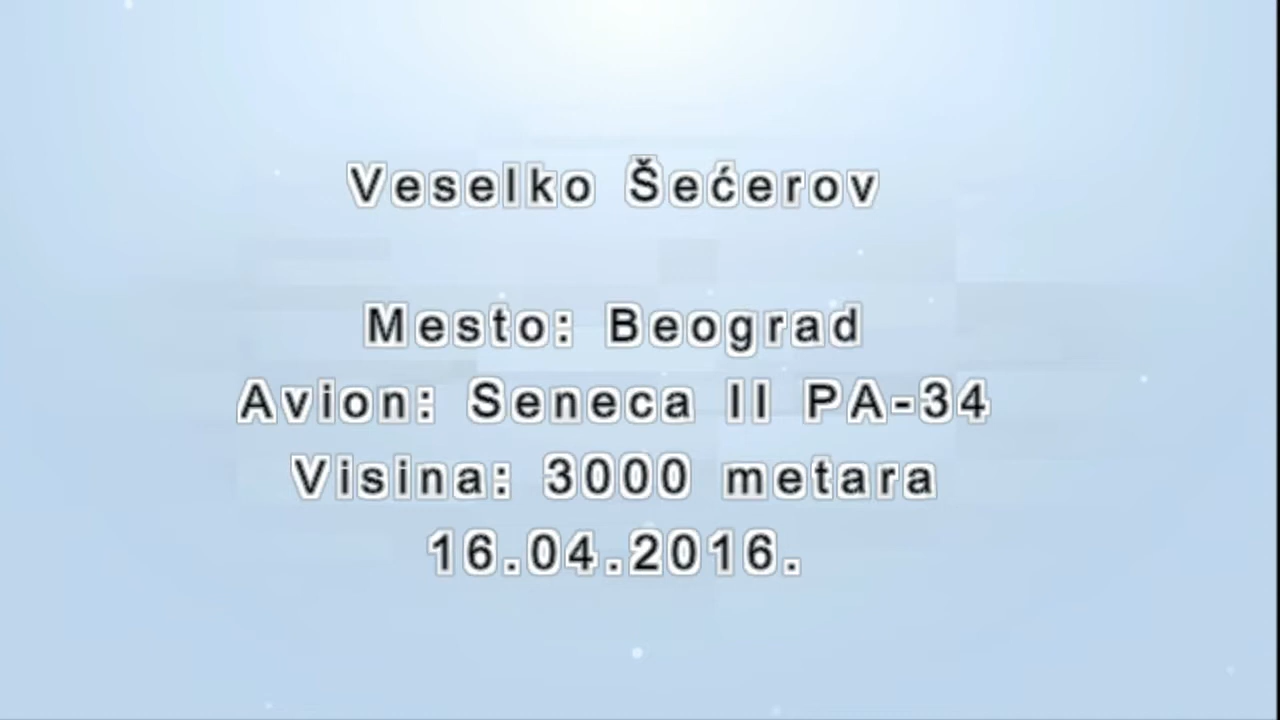 Veselko Šećerov
Mesto: Beograd
Avion: Seneca II PA-34
Visina: 3000 metara
16.04.2016.